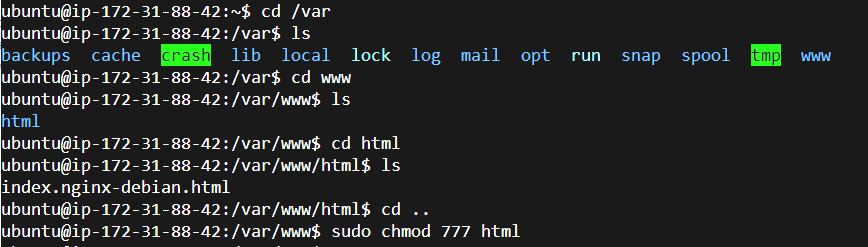 ubuntu@ip-172-31-88-42:~$ cd /var
ubuntu@ip-172-31-88-42:/var$ ls
backups cache crash lib local lock log mail opt run snap spool tmp www
ubuntu@ip-172-31-88-42:/var$ cd www
ubuntu@ip-172-31-88-42:/var/www$ ls
html
ubuntu@ip-172-31-88-42:/var/www$ cd html
ubuntu@ip-172-31-88-42:/var/www/html$ ls
index.nginx-debian.html
ubuntu@ip-172-31-88-42:/var/www/html$ cd ..
ubuntu@ip-172-31-88-42:/var/www$ sudo chmod 777 html